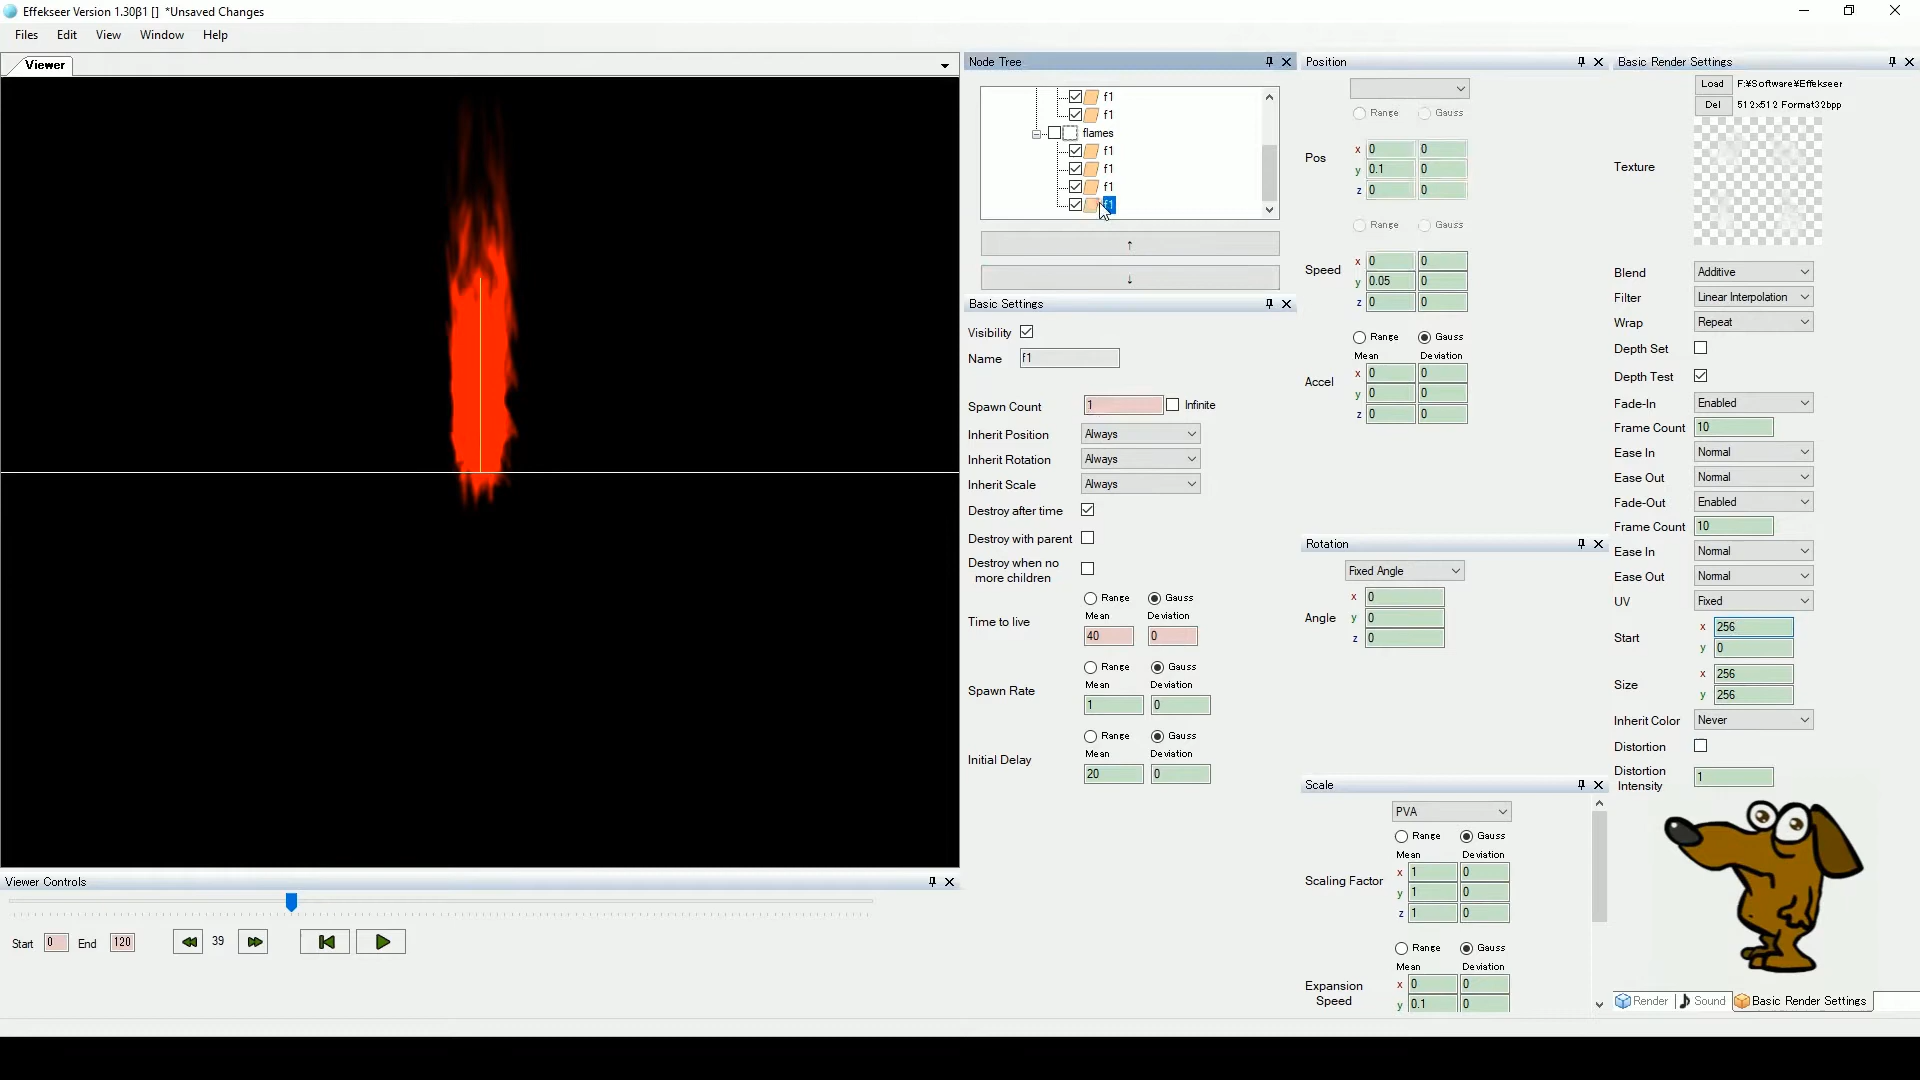 Effekseer Version 1.30β1 [] *Unsaved Changes
Files Edit View Window Help
Viewer
Node Tree
f1
f1
flames
f1
f1
f1
f1
↑
↓
Basic Settings
Visibility
Name f1
Spawn Count 1 Infinite
Inherit Position Always
Inherit Rotation Always
Inherit Scale Always
Destroy after time
Destroy with parent
Destroy when no
more children
Range Gauss
Mean Deviation
Time to live 40 0
Range Gauss
Mean Deviation
Spawn Rate 1 0
Range Gauss
Mean Deviation
Initial Delay 20 0
Position
Range Gauss
Pos
x 0 0
y 0.1 0
z 0 0
Range Gauss
Speed
x 0 0
y 0.05 0
z 0 0
Range Gauss
Mean Deviation
Accel
x 0 0
y 0 0
z 0 0
Rotation
Fixed Angle
Angle
x 0
y 0
z 0
Scale
PVA
Range Gauss
Mean Deviation
Scaling Factor
x 1 0
y 1 0
z 1 0
Range Gauss
Mean Deviation
Expansion
Speed
x 0 0
y 0.1 0
Basic Render Settings
Load F:¥Software¥Effekseer
Del 512x512 Format32bpp
Texture
Blend Additive
Filter Linear Interpolation
Wrap Repeat
Depth Set
Depth Test
Fade-In Enabled
Frame Count 10
Ease In Normal
Ease Out Normal
Fade-Out Enabled
Frame Count 10
Ease In Normal
Ease Out Normal
UV Fixed
Start
x 256
y 0
Size
x 256
y 256
Inherit Color Never
Distortion
Distortion
Intensity 1
Render Sound Basic Render Settings
Viewer Controls
Start 0 End 120 39